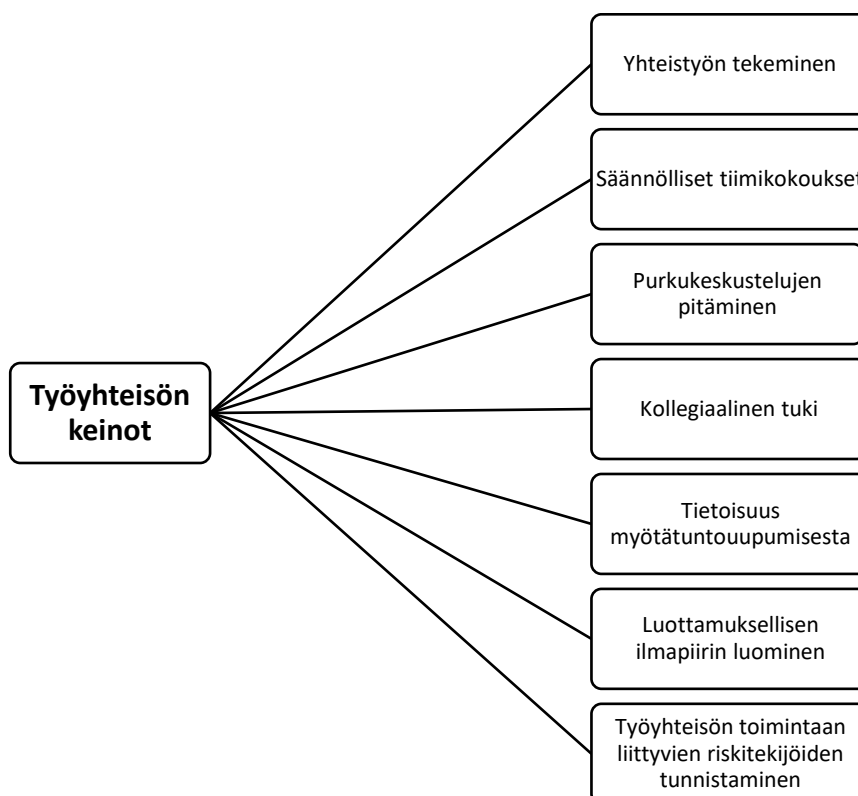 Yhteistyön tekeminen
Säännölliset tiimikokoukset
Purkukeskustelujen
pitäminen
Työyhteisön
keinot
Kollegiaalinen tuki
Tietoisuus
myötätuntouupumisesta
Luottamuksellisen
ilmapiirin luominen
Työyhteisön toimintaan
liittyvien riskitekijöiden
tunnistaminen